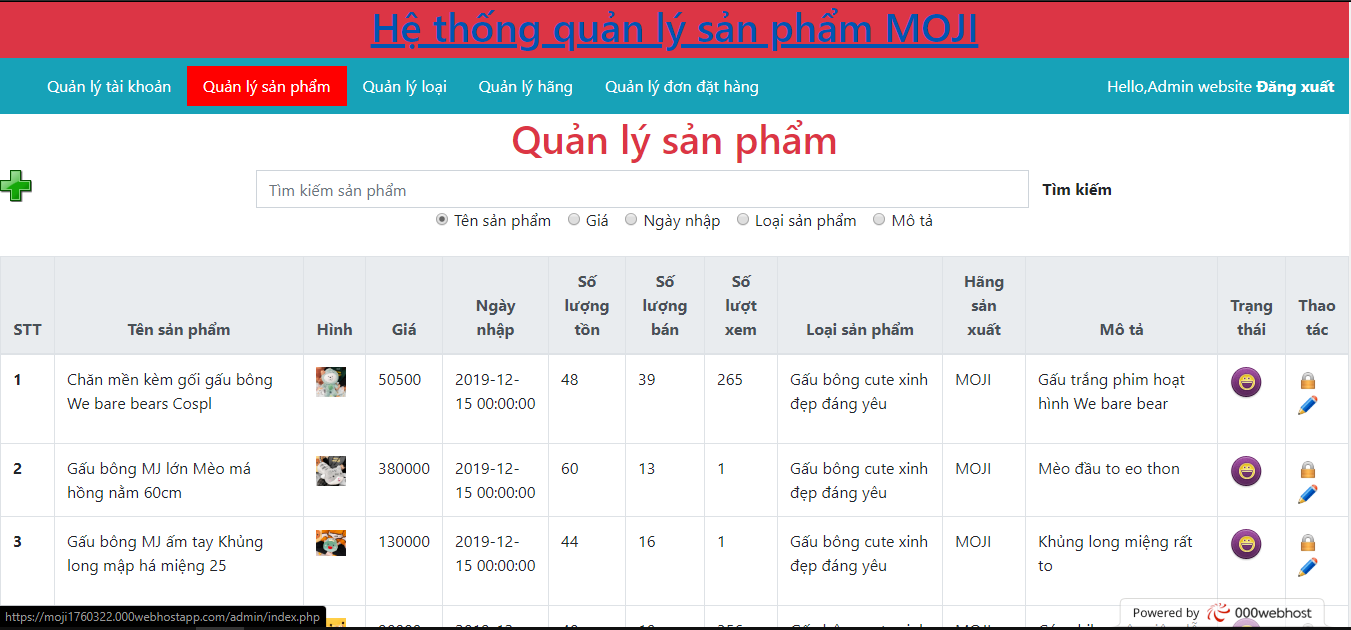 Hệ thống quản lý sản phẩm MOJI
Quản lý tài khoản Quản lý sản phẩm Quản lý loại Quản lý hãng Quản lý đơn đặt hàng Hello,Admin website Đăng xuất
Quản lý sản phẩm
Tìm kiếm sản phẩm Tìm kiếm
Tên sản phẩm Giá Ngày nhập Loại sản phẩm Mô tả
STT Tên sản phẩm Hình Giá Ngày nhập Số lượng tồn Số lượng bán Số lượt xem Loại sản phẩm Hãng sản xuất Mô tả Trạng thái Thao tác
1 Chăn mền kèm gối gấu bông 50500 2019-12- 48 39 265 Gấu bông cute xinh MOJI Gấu trắng phim hoạt
We bare bears Cospl 15 00:00:00 đẹp đáng yêu hình We bare bear
2 Gấu bông MJ lớn Mèo má 380000 2019-12- 60 13 1 Gấu bông cute xinh MOJI Mèo đầu to eo thon
hồng nằm 60cm 15 00:00:00 đẹp đáng yêu
3 Gấu bông MJ ấm tay Khủng 130000 2019-12- 44 16 1 Gấu bông cute xinh MOJI Khủng long miệng rất
long mập há miệng 25 15 00:00:00 đẹp đáng yêu to
https://moji1760322.000webhostapp.com/admin/index.php
Powered by 000webhost